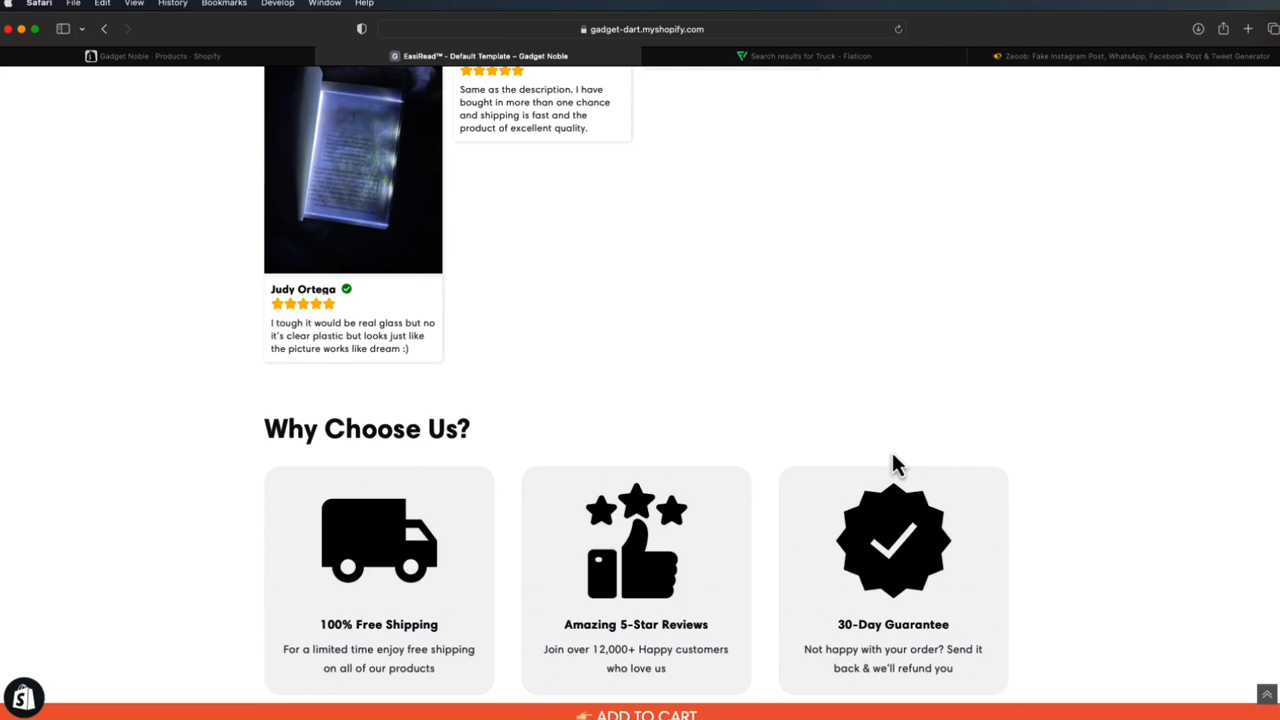 Safari File Edit View History Bookmarks Develop Window Help
gadget-dart.myshopify.com
Gadget Noble - Products · Shopify
EasiRead™ - Default Template – Gadget Noble
Search results for Truck - Flaticon
Zeoob: Fake Instagram Post, WhatsApp, Facebook Post & Tweet Generator
Same as the description. I have
bought in more than one chance
and shipping is fast and the
product of excellent quality.
Judy Ortega
I tough it would be real glass but no
it's clear plastic but looks just like
the picture works like dream :)
Why Choose Us?
100% Free Shipping
For a limited time enjoy free shipping
on all of our products
Amazing 5-Star Reviews
Join over 12,000+ Happy customers
who love us
30-Day Guarantee
Not happy with your order? Send it
back & we'll refund you
👉 ADD TO CART